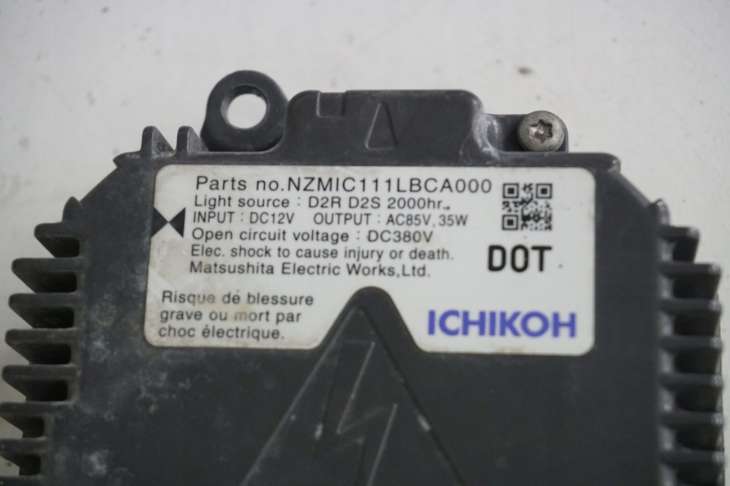 Parts no.NZMIC111LBCA000
Light source : D2R D2S 2000hr.
INPUT : DC12V OUTPUT : AC85V, 35W
Open circuit voltage : DC380V
Elec. shock to cause injury or death.
Matsushita Electric Works,Ltd.
DOT
Risque de blessure
grave ou mort par
choc électrique.
ICHIKOH